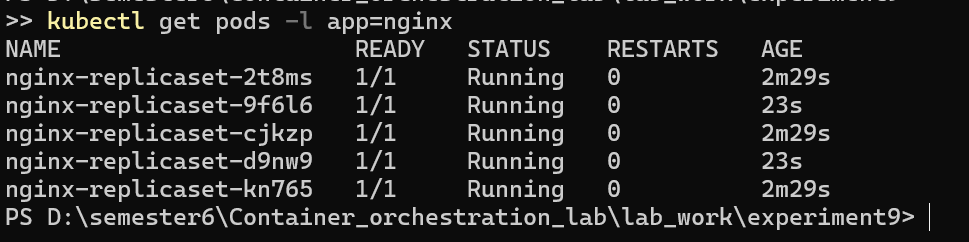 >> kubectl get pods -l app=nginx
NAME READY STATUS RESTARTS AGE
nginx-replicaset-2t8ms 1/1 Running 0 2m29s
nginx-replicaset-9f6l6 1/1 Running 0 23s
nginx-replicaset-cjkzp 1/1 Running 0 2m29s
nginx-replicaset-d9nw9 1/1 Running 0 23s
nginx-replicaset-kn765 1/1 Running 0 2m29s
PS D:\semester6\Container_orchestration_lab\lab_work\experiment9>